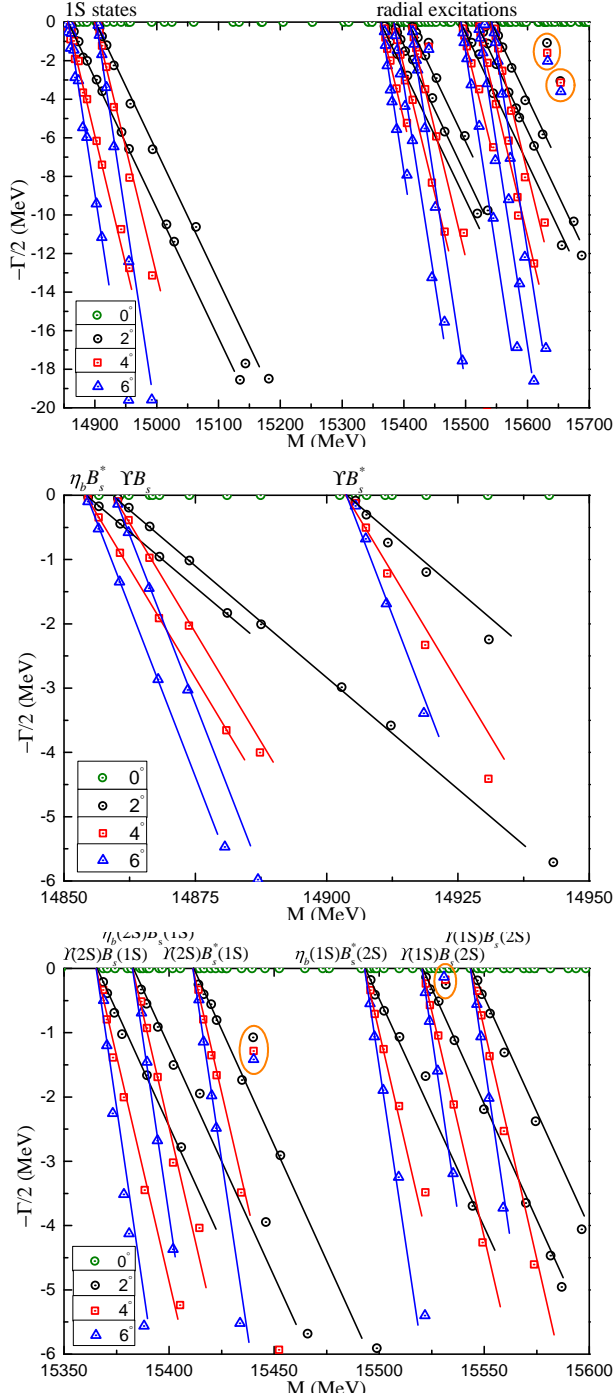 1S states radial excitations
0
-2
-4
-6
-8
-10
-12
-14
-16
-18
-20
−Γ/2 (MeV)
0°
2°
4°
6°
14900 15000 15100 15200 15300 15400 15500 15600 15700
M (MeV)
η_b B_s^* ΥB_s ΥB_s^*
0
-1
-2
-3
-4
-5
-6
−Γ/2 (MeV)
0°
2°
4°
6°
14850 14875 14900 14925 14950
M (MeV)
η_b(2S)B_s(1S) Υ(1S)B_s(2S)
Υ(2S)B_s(1S) Υ(2S)B_s^*(1S) η_b(1S)B_s^*(2S) Υ(1S)B_s(2S)
0
-1
-2
-3
-4
-5
-6
−Γ/2 (MeV)
0°
2°
4°
6°
15350 15400 15450 15500 15550 15600
M (MeV)